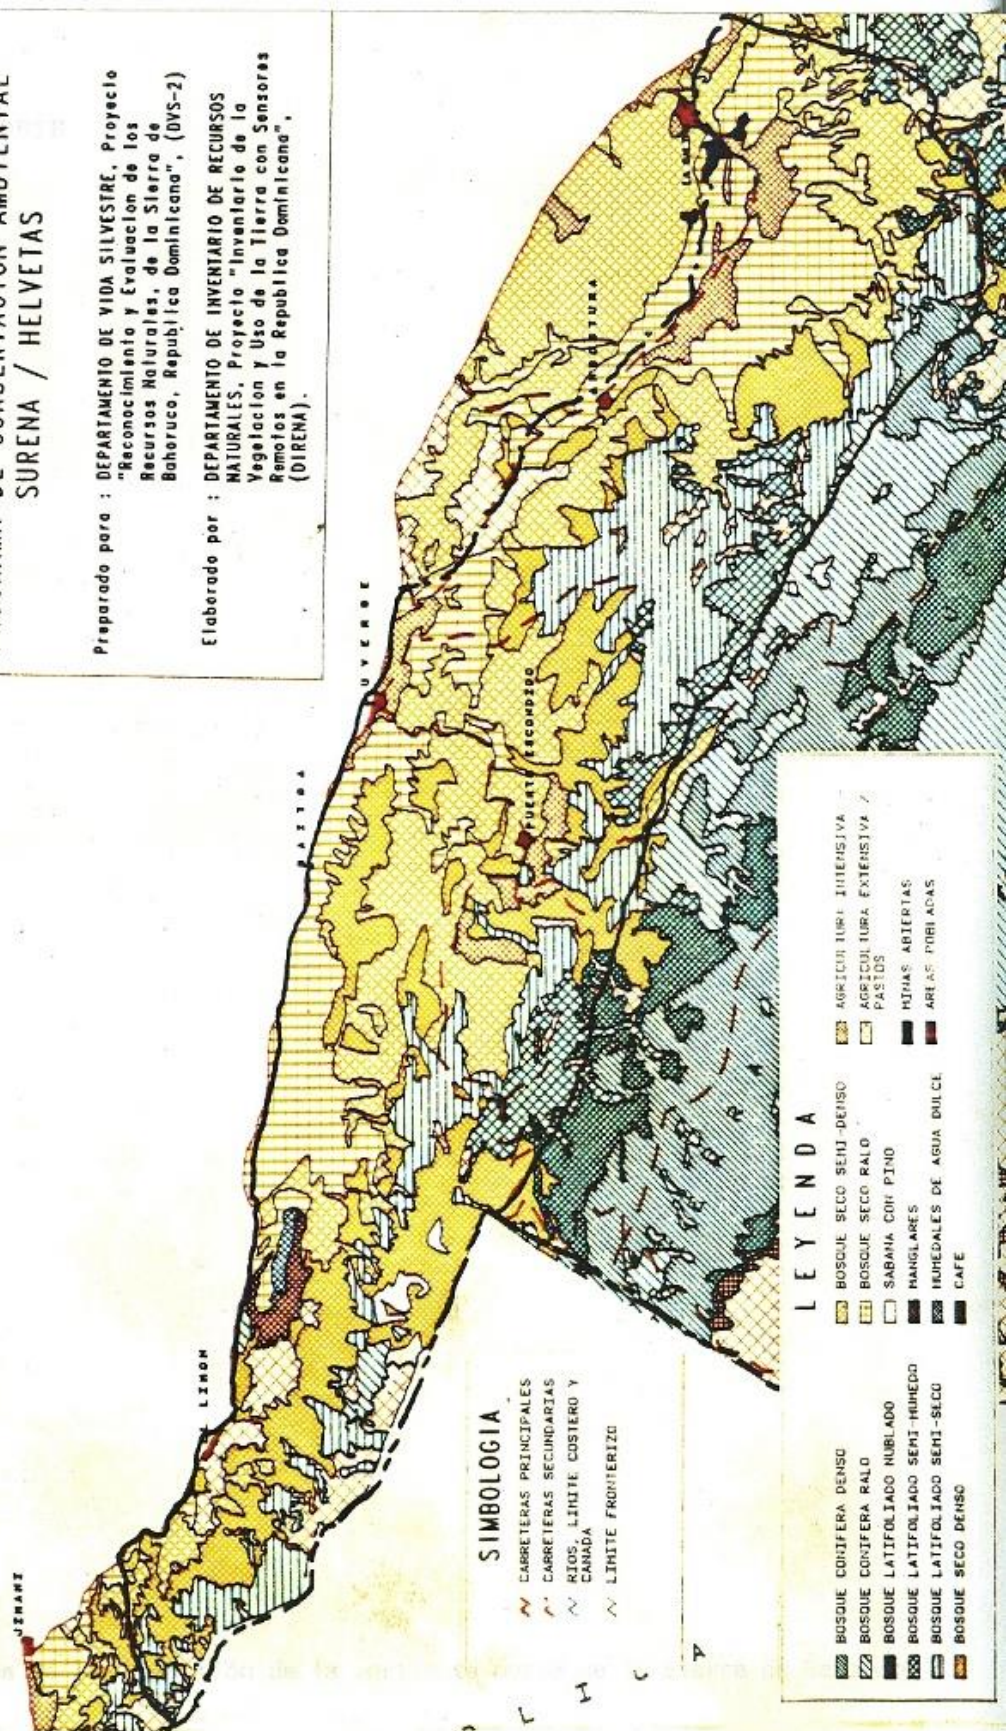 SURENA / HELVETAS
Preparado para : DEPARTAMENTO DE VIDA SILVESTRE, Proyecto
"Reconocimiento y Evaluacion de los
Recursos Naturales, de la Sierra de
Bahoruco, Republica Dominicana", (DVS-2)
Elaborado por : DEPARTAMENTO DE INVENTARIO DE RECURSOS
NATURALES, Proyecto "Inventario de la
Vegetacion y Uso de la Tierra con Sensores
Remotos en la Republica Dominicana",
(DIRENA).
JIMANI
LIMON
UVERGE
PUERTO ESCONDIDO
SIMBOLOGIA
CARRETERAS PRINCIPALES
CARRETERAS SECUNDARIAS
RIOS, LIMITE COSTERO Y
CANADA
LIMITE FRONTERIZO
LEYENDA
BOSQUE CONIFERA DENSO
BOSQUE CONIFERA RALO
BOSQUE LATIFOLIADO NUBLADO
BOSQUE LATIFOLIADO SEMI-HUMEDO
BOSQUE LATIFOLIADO SEMI-SECO
BOSQUE SECO DENSO
BOSQUE SECO SEMI-DENSO
BOSQUE SECO RALO
SABANA CON PINO
MANGLARES
HUMEDALES DE AGUA DULCE
CAFE
AGRICULTURA INTENSIVA
AGRICULTURA EXTENSIVA /
PASTOS
MINAS ABIERTAS
AREAS POBLADAS
L I C A